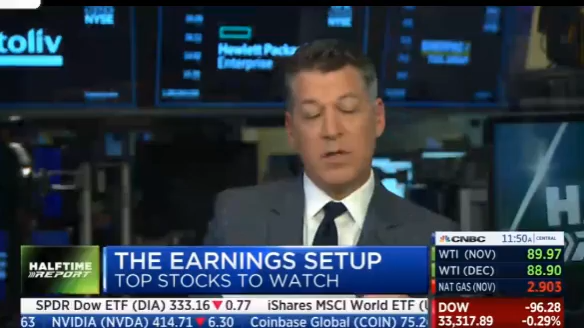 NYSE
NYSE
toliv
Hewlett Packa
Enterprise
HALFTIME
REPORT
THE EARNINGS SETUP
TOP STOCKS TO WATCH
CNBC 11:50A CENTRAL
WTI (NOV) 89.97
WTI (DEC) 88.90
NAT GAS (NOV) 2.903
DOW -96.28
33,317.89 -0.29%
SPDR Dow ETF (DIA) 333.16 ▼ 0.77 iShares MSCI World ETF (
63 NVIDIA (NVDA) 414.71 ▼ 6.30 Coinbase Global (COIN) 75.2